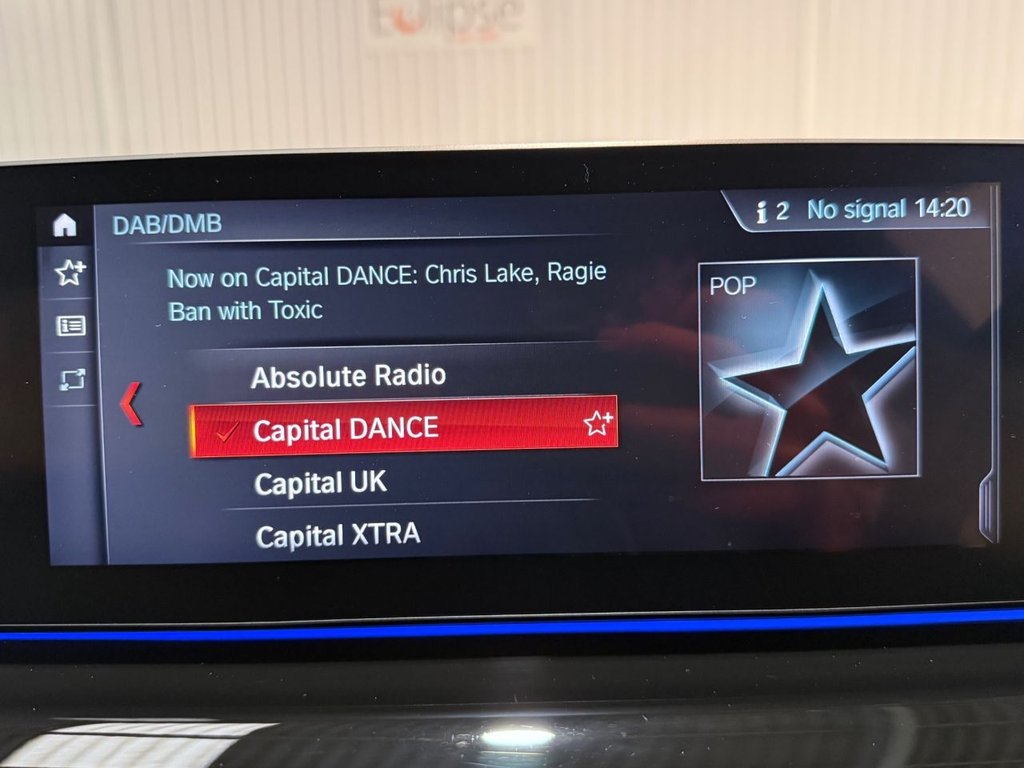 Eclipse
DAB/DMB
i 2 No signal 14:20
Now on Capital DANCE: Chris Lake, Ragie
Ban with Toxic
POP
Absolute Radio
Capital DANCE
Capital UK
Capital XTRA